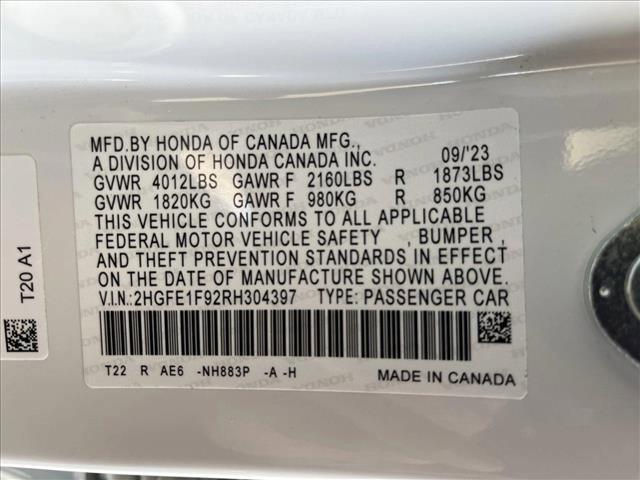 MFD.BY HONDA OF CANADA MFG.,
A DIVISION OF HONDA CANADA INC. 09/'23
GVWR 4012LBS GAWR F 2160LBS R 1873LBS
GVWR 1820KG GAWR F 980KG R 850KG
THIS VEHICLE CONFORMS TO ALL APPLICABLE
FEDERAL MOTOR VEHICLE SAFETY , BUMPER,
AND THEFT PREVENTION STANDARDS IN EFFECT
ON THE DATE OF MANUFACTURE SHOWN ABOVE.
V.I.N.:2HGFE1F92RH304397 TYPE: PASSENGER CAR
T22 R AE6 -NH883P -A -H
MADE IN CANADA
T20 A1